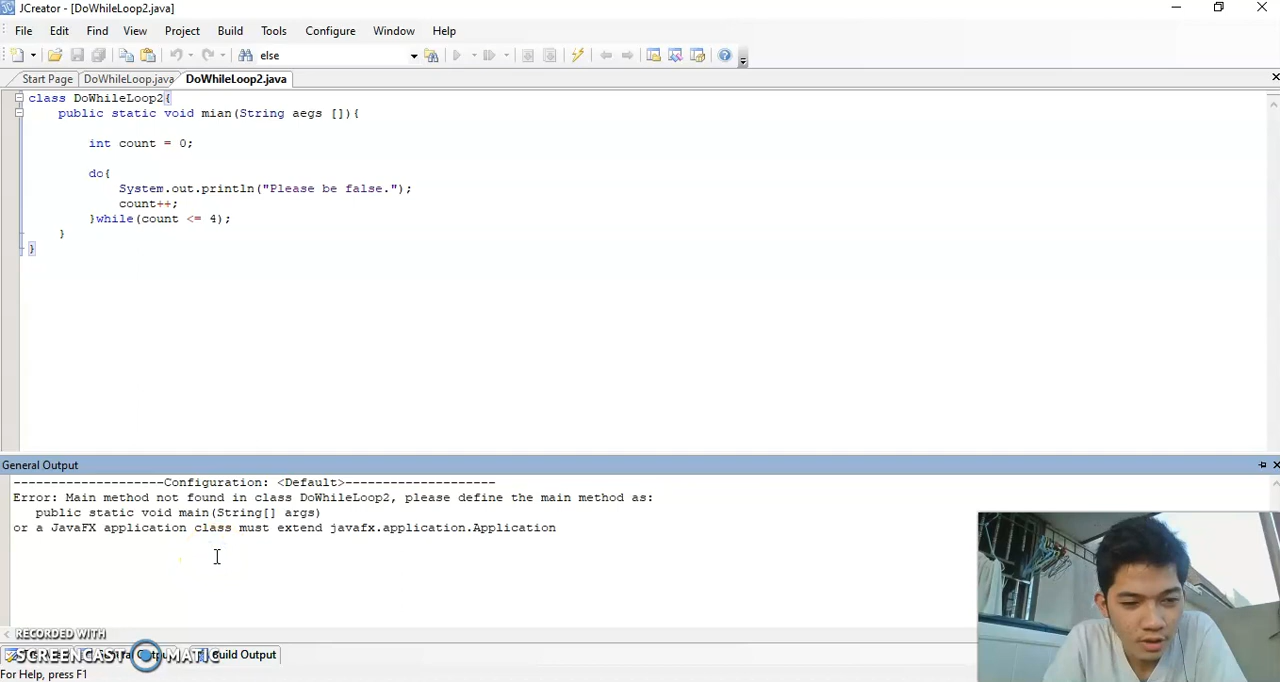 JCreator - [DoWhileLoop2.java]
File Edit Find View Project Build Tools Configure Window Help
else
Start Page DoWhileLoop.java DoWhileLoop2.java
class DoWhileLoop2{
public static void mian(String aegs []){
int count = 0;
do{
System.out.println("Please be false.");
count++;
}while(count <= 4);
}
}
General Output
--------------------Configuration: <Default>--------------------
Error: Main method not found in class DoWhileLoop2, please define the main method as:
public static void main(String[] args)
or a JavaFX application class must extend javafx.application.Application
RECORDED WITH
SCREENCAST MATIC
Build Output
For Help, press F1